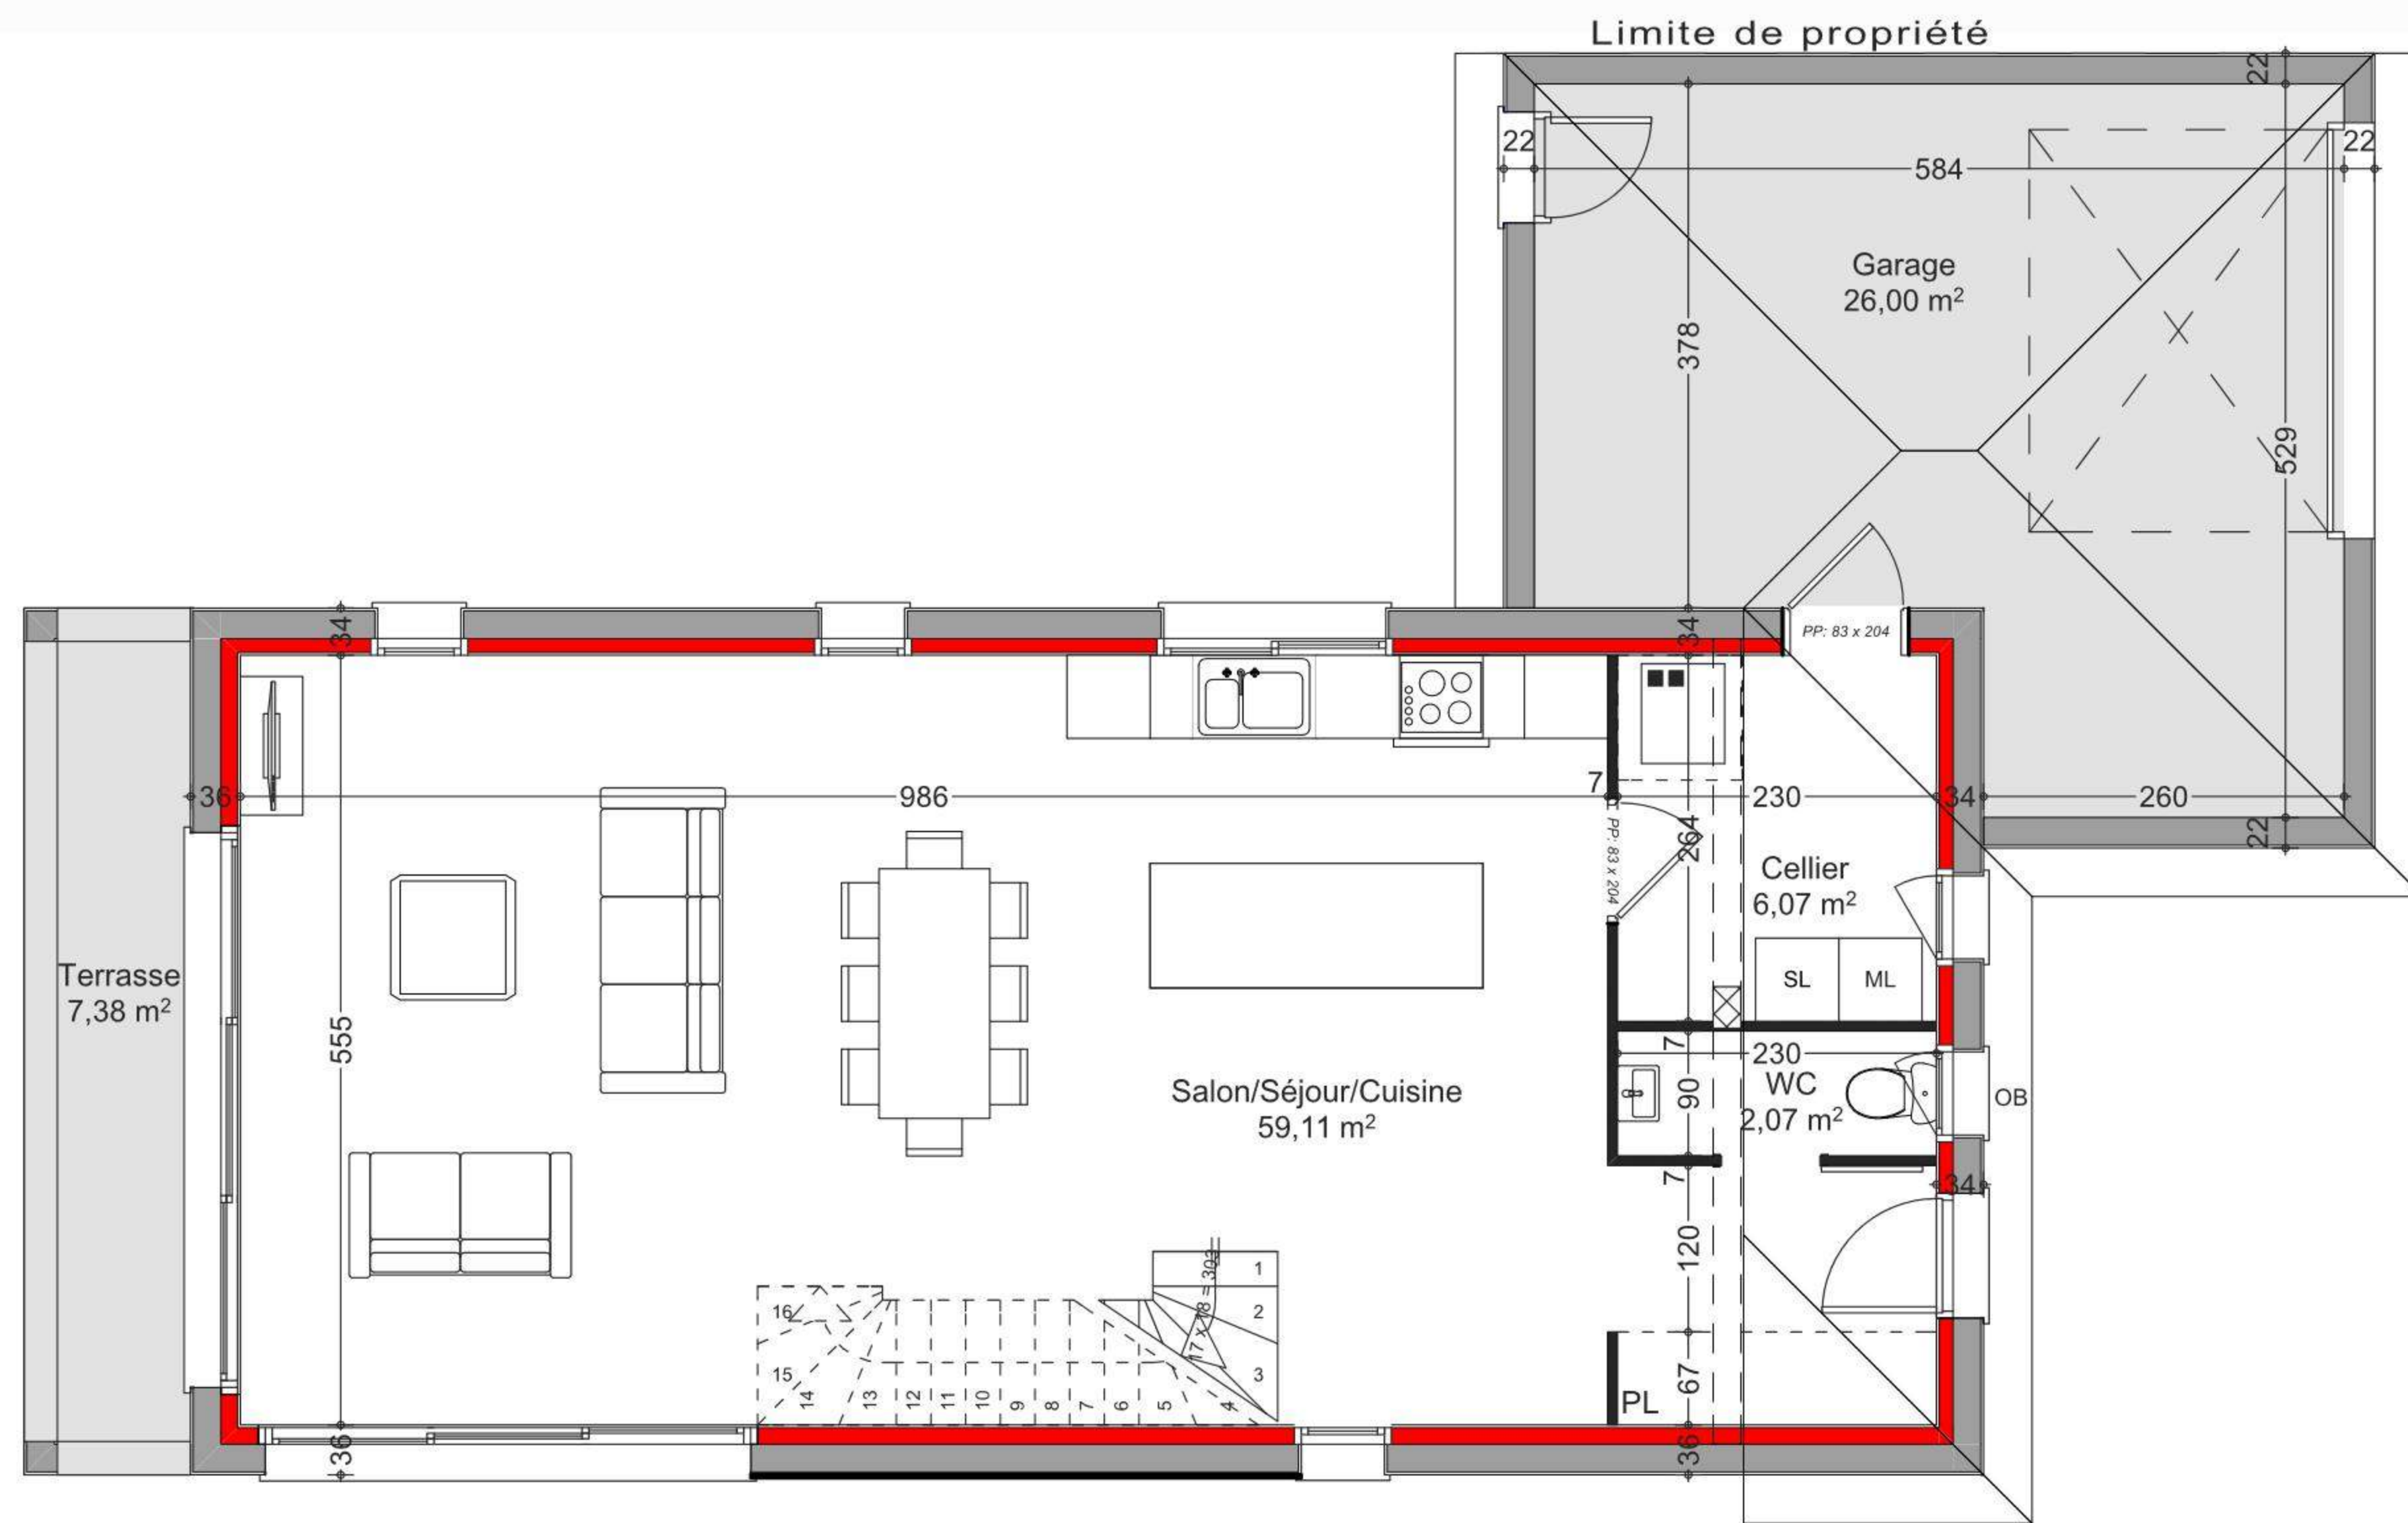 Limite de propriété
22
22
584
22
Garage
26,00 m²
378
529
34
34
PP: 83 x 204
36
986
7
230
34
260
264
22
PP: 83 x 204
Cellier
6,07 m²
SL
ML
Terrasse
7,38 m²
555
7
230
WC
2,07 m²
90
OB
Salon/Séjour/Cuisine
59,11 m²
7
34
120
17 x 18 = 303
1
2
3
4
5
6
7
8
9
10
11
12
13
14
15
16
67
PL
36
36